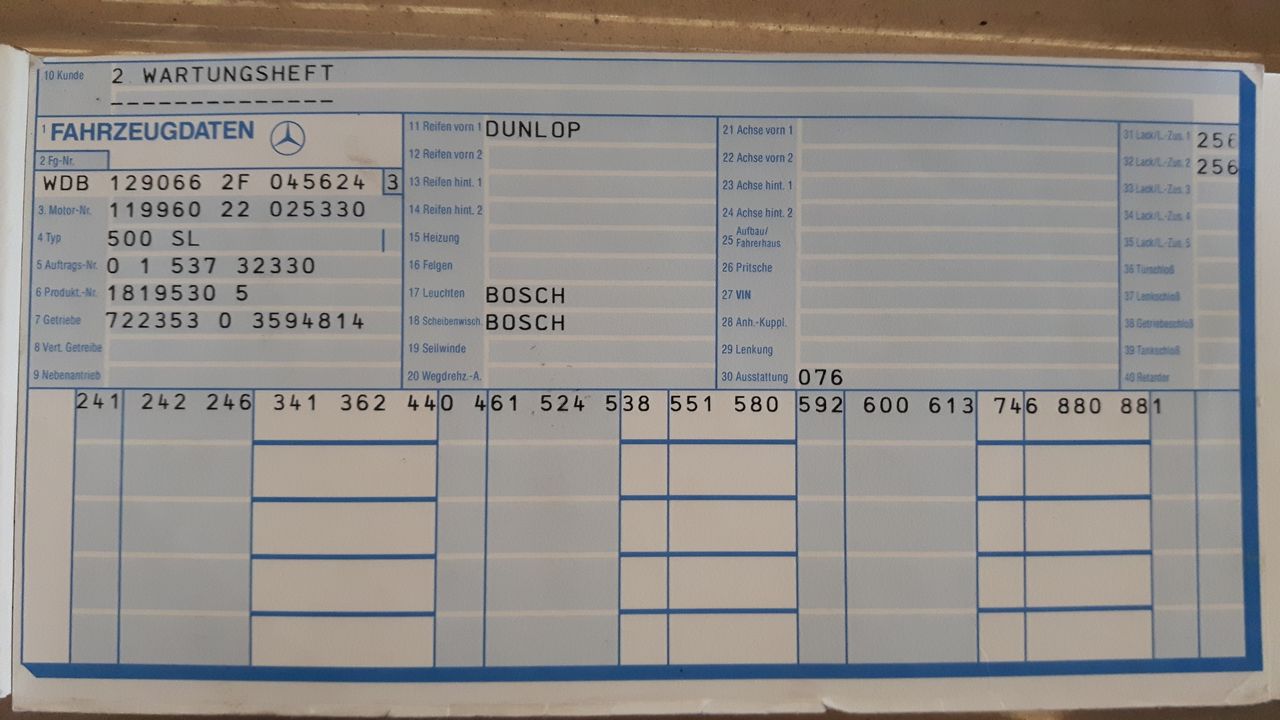 10 Kunde 2 WARTUNGSHEFT
--------------
1 FAHRZEUGDATEN
2 Fg-Nr.
WDB 129066 2F 045624 3
3. Motor-Nr. 119960 22 025330
4 Typ 500 SL
5 Auftrags-Nr. 0 1 537 32330
6 Produkt.-Nr. 1819530 5
7 Getriebe 722353 0 3594814
8 Vert. Getriebe
9 Nebenantrieb
11 Reifen vorn 1 DUNLOP
12 Reifen vorn 2
13 Reifen hint. 1
14 Reifen hint. 2
15 Heizung
16 Felgen
17 Leuchten BOSCH
18 Scheibenwisch. BOSCH
19 Seilwinde
20 Wegdrehz.-A.
21 Achse vorn 1
22 Achse vorn 2
23 Achse hint. 1
24 Achse hint. 2
25 Aufbau/
Fahrerhaus
26 Pritsche
27 VIN
28 Anh.-Kuppl.
29 Lenkung
30 Ausstattung 076
31 Lack/L.-Zus. 1 256
32 Lack/L.-Zus. 2 256
33 Lack/L.-Zus. 3
34 Lack/L.-Zus. 4
35 Lack/L.-Zus. 5
36 Türschloß
37 Lenkschloß
38 Getriebeschloß
39 Tankschloß
40 Retarder
241 242 246 341 362 440 461 524 538 551 580 592 600 613 746 880 881